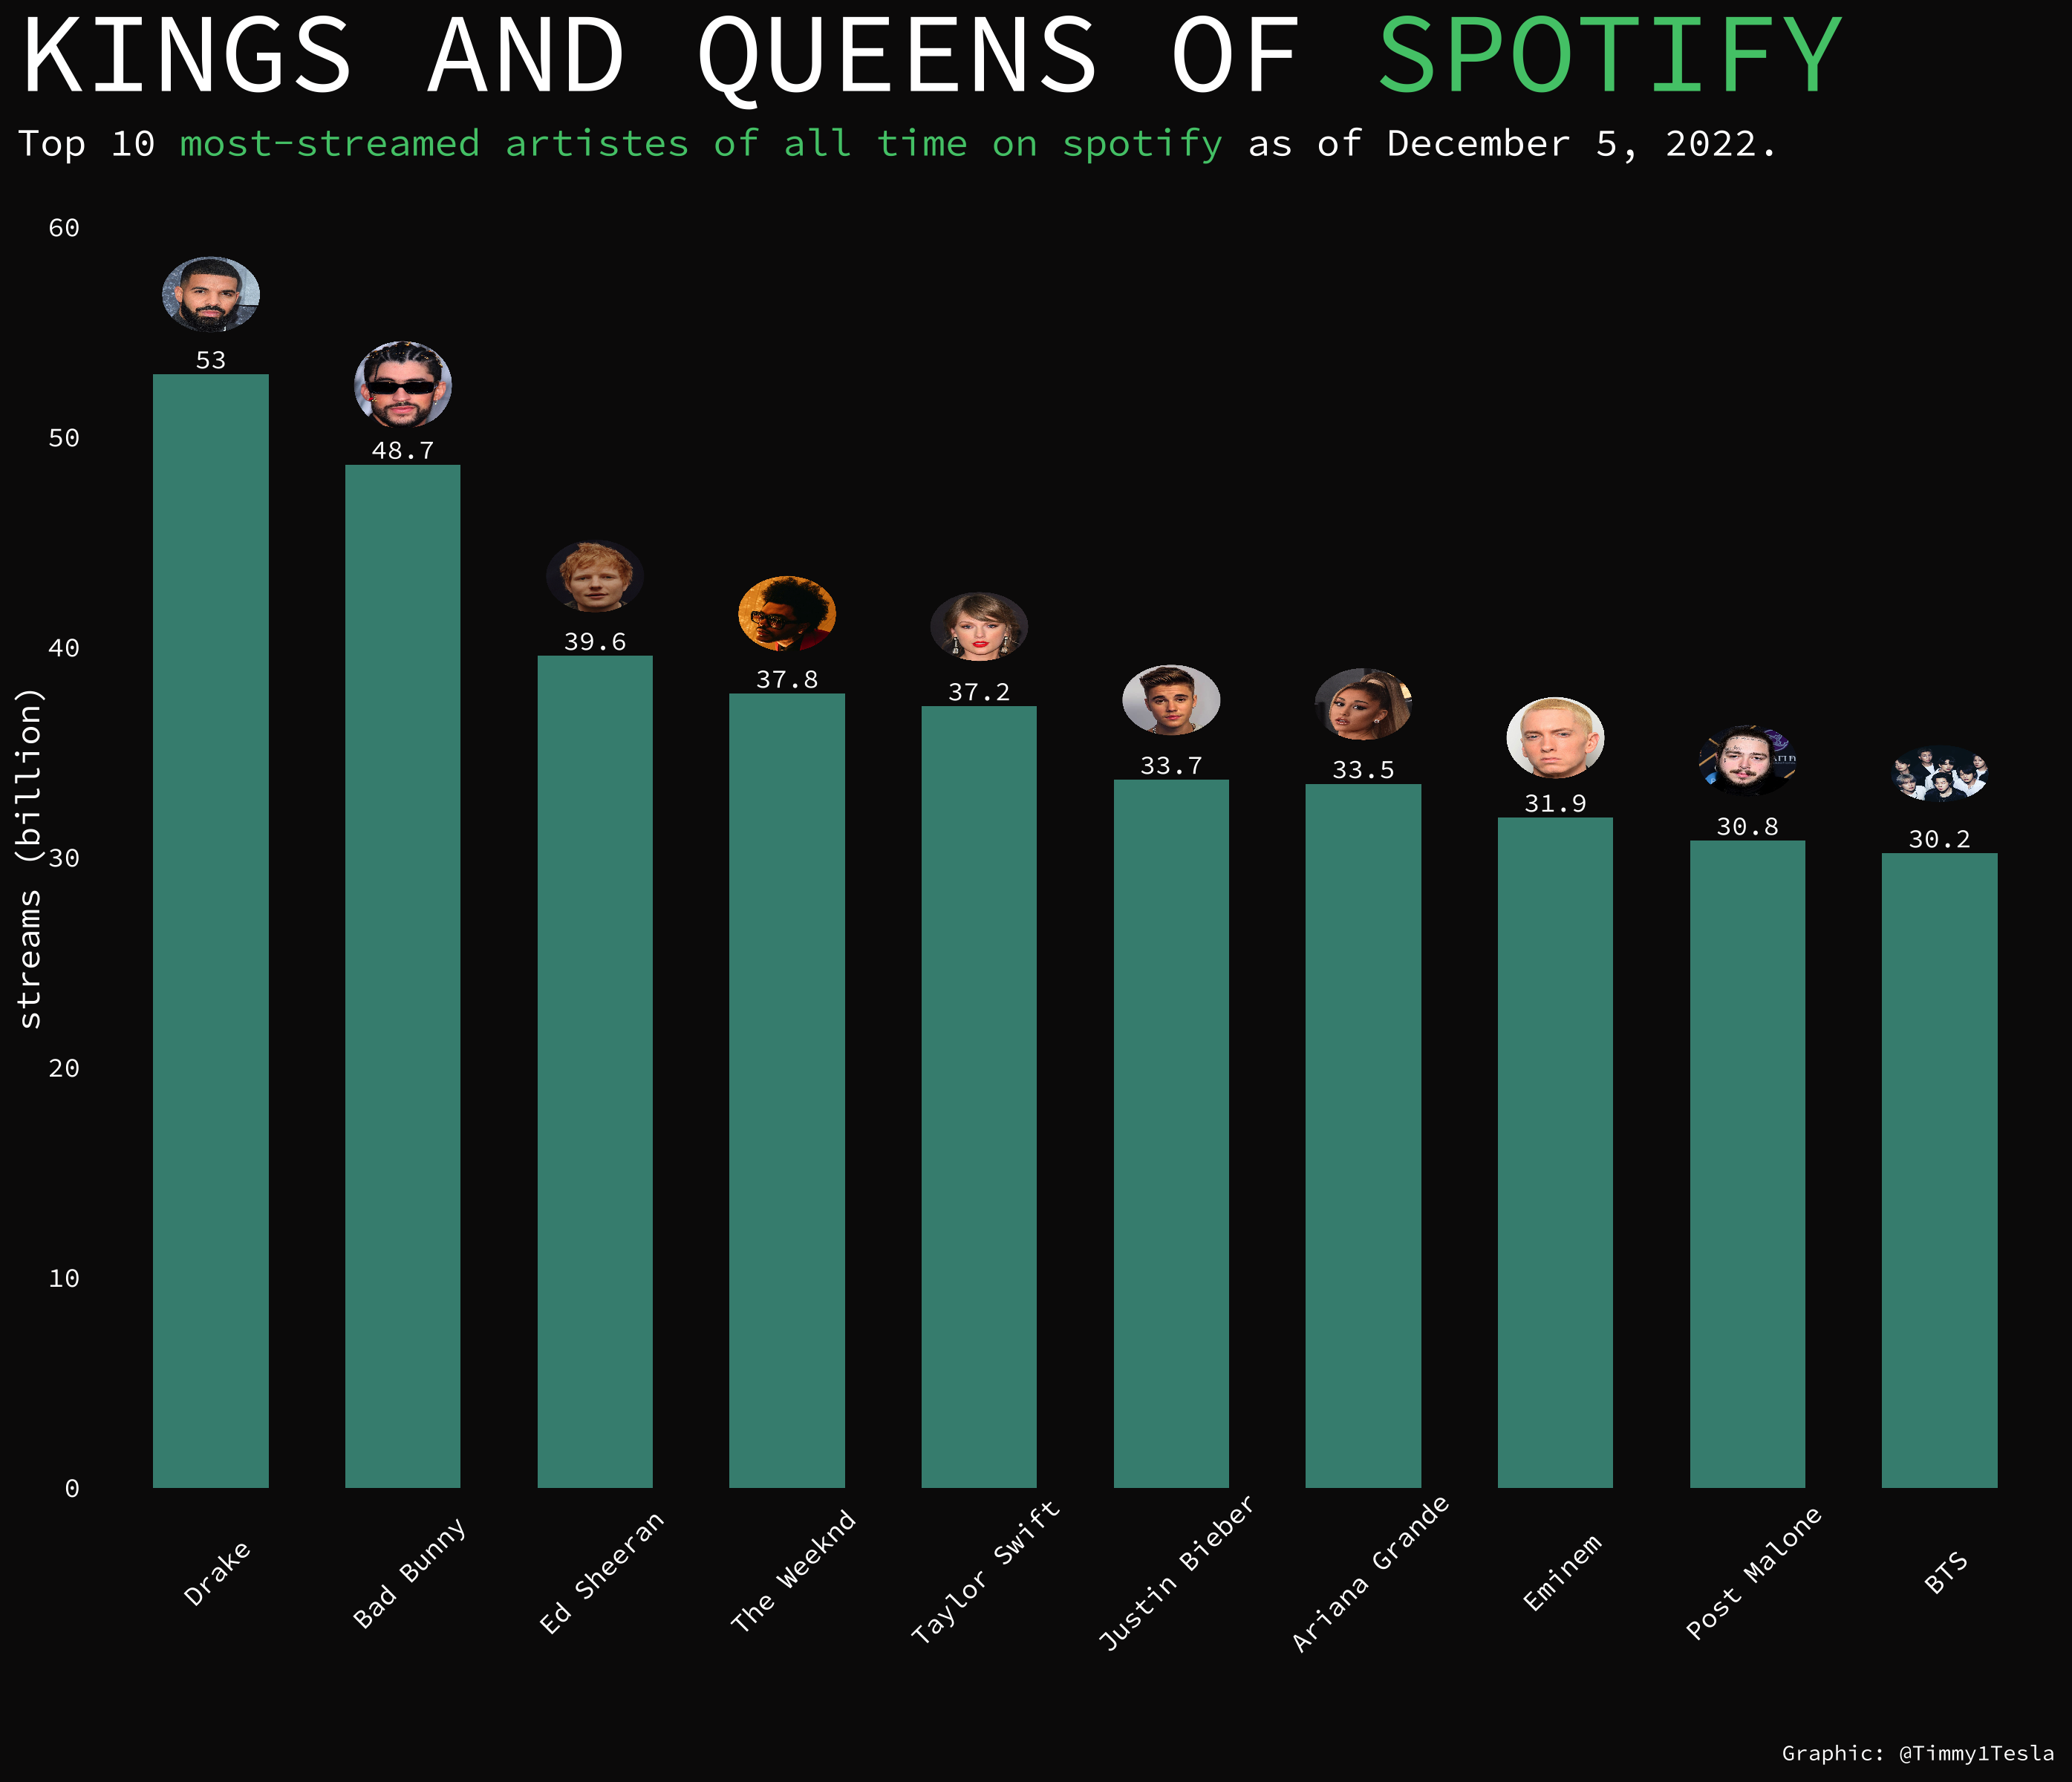 KINGS AND QUEENS OF SPOTIFY
Top 10 most-streamed artistes of all time on spotify as of December 5, 2022.
60
50
40
30
20
10
0
streams (billion)
53
48.7
39.6
37.8
37.2
33.7
33.5
31.9
30.8
30.2
Drake
Bad Bunny
Ed Sheeran
The Weeknd
Taylor Swift
Justin Bieber
Ariana Grande
Eminem
Post Malone
BTS
Graphic: @Timmy1Tesla